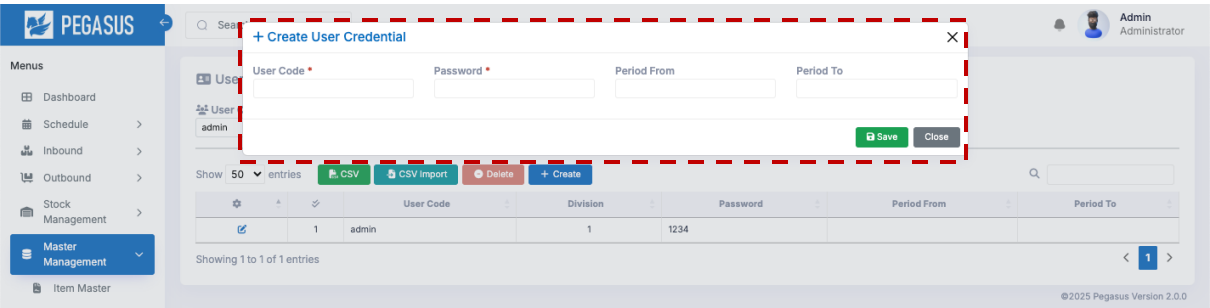 PEGASUS
Sea
Admin
Administrator
+ Create User Credential
Menus
User Code *
Password *
Period From
Period To
Use
Dashboard
User
Schedule
admin
Save
Close
Inbound
Outbound
Show 50 entries
CSV
CSV Import
Delete
+ Create
Stock
Management
User Code
Division
Password
Period From
Period To
1
admin
1
1234
Master
Management
Showing 1 to 1 of 1 entries
1
Item Master
©2025 Pegasus Version 2.0.0